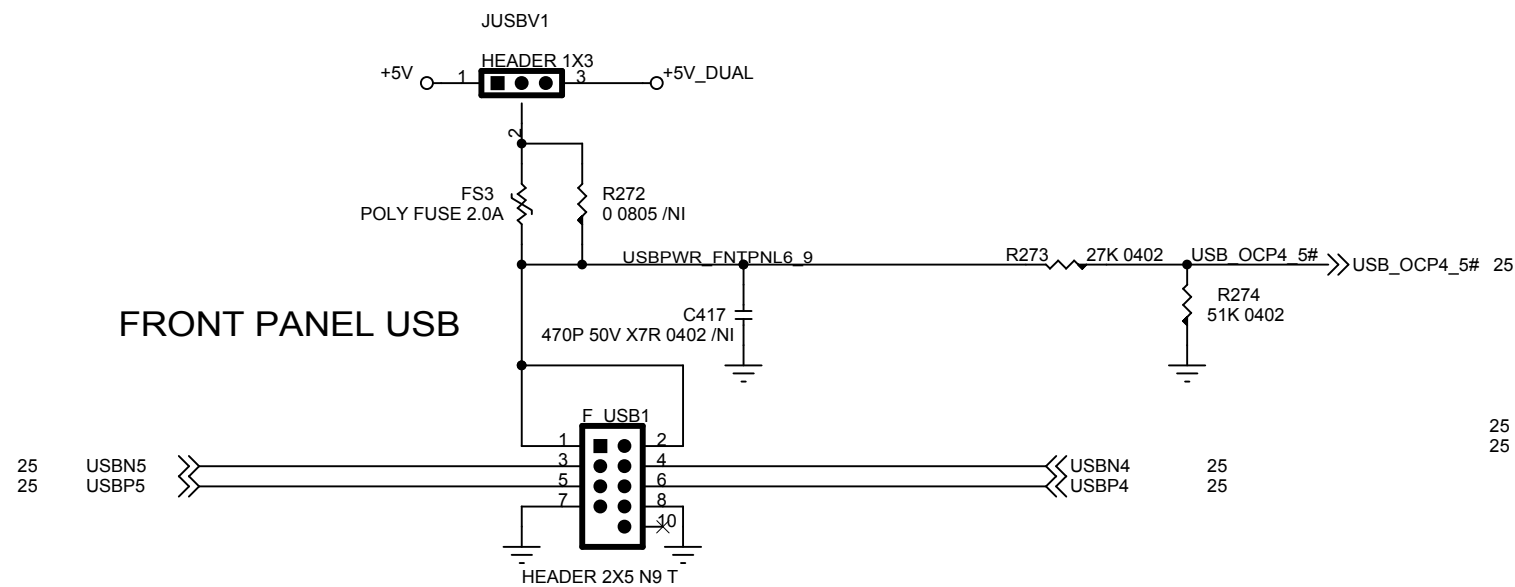 JUSBV1
HEADER 1X3
+5V 1 3 +5V_DUAL
2
FS3
POLY FUSE 2.0A
R272
0 0805 /NI
USBPWR_FNTPNL6_9
R273 27K 0402 USB_OCP4_5# USB_OCP4_5# 25
R274
51K 0402
C417
470P 50V X7R 0402 /NI
FRONT PANEL USB
F_USB1
25
25
1 2
25 USBN5 3 4 USBN4 25
25 USBP5 5 6 USBP4 25
7 8
10
HEADER 2X5 N9 T